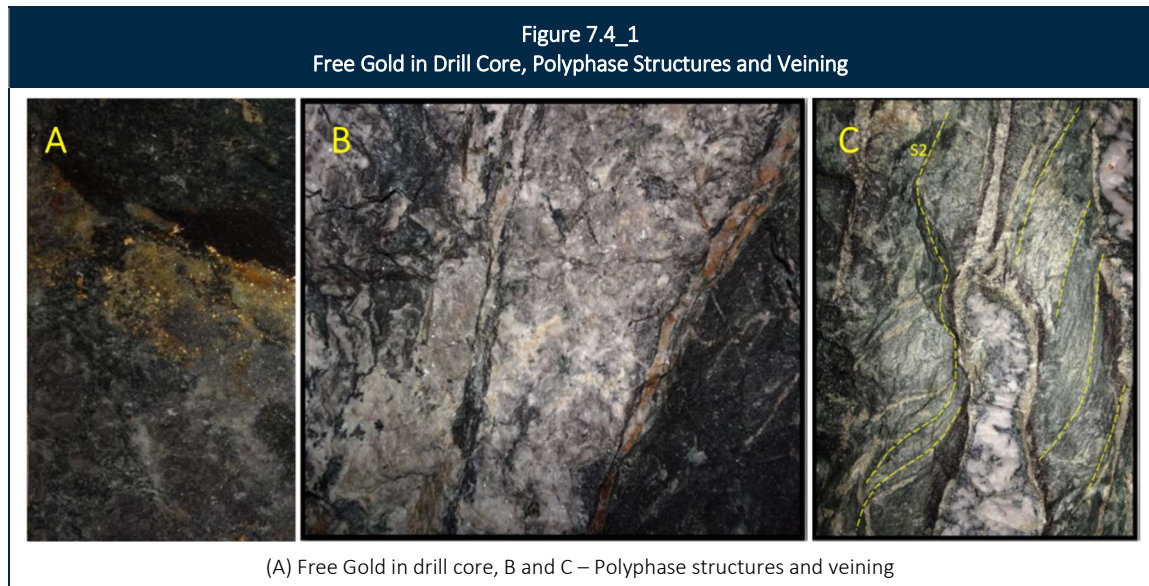 Figure 7.4_1
Free Gold in Drill Core, Polyphase Structures and Veining
A
B
C
S2
(A) Free Gold in drill core, B and C – Polyphase structures and veining